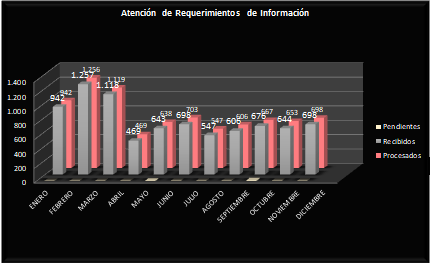 Atención de Requerimientos de Información
1.400
1.200
1.000
800
600
400
200
0
942 942
1.257 1.256
1.118 1.119
469 469
643 638
698 703
547 547
606 606
676 667
644 653
698 698
ENERO
FEBRERO
MARZO
ABRIL
MAYO
JUNIO
JULIO
AGOSTO
SEPTIEMBRE
OCTUBRE
NOVIEMBRE
DICIEMBRE
Pendientes
Recibidos
Procesados